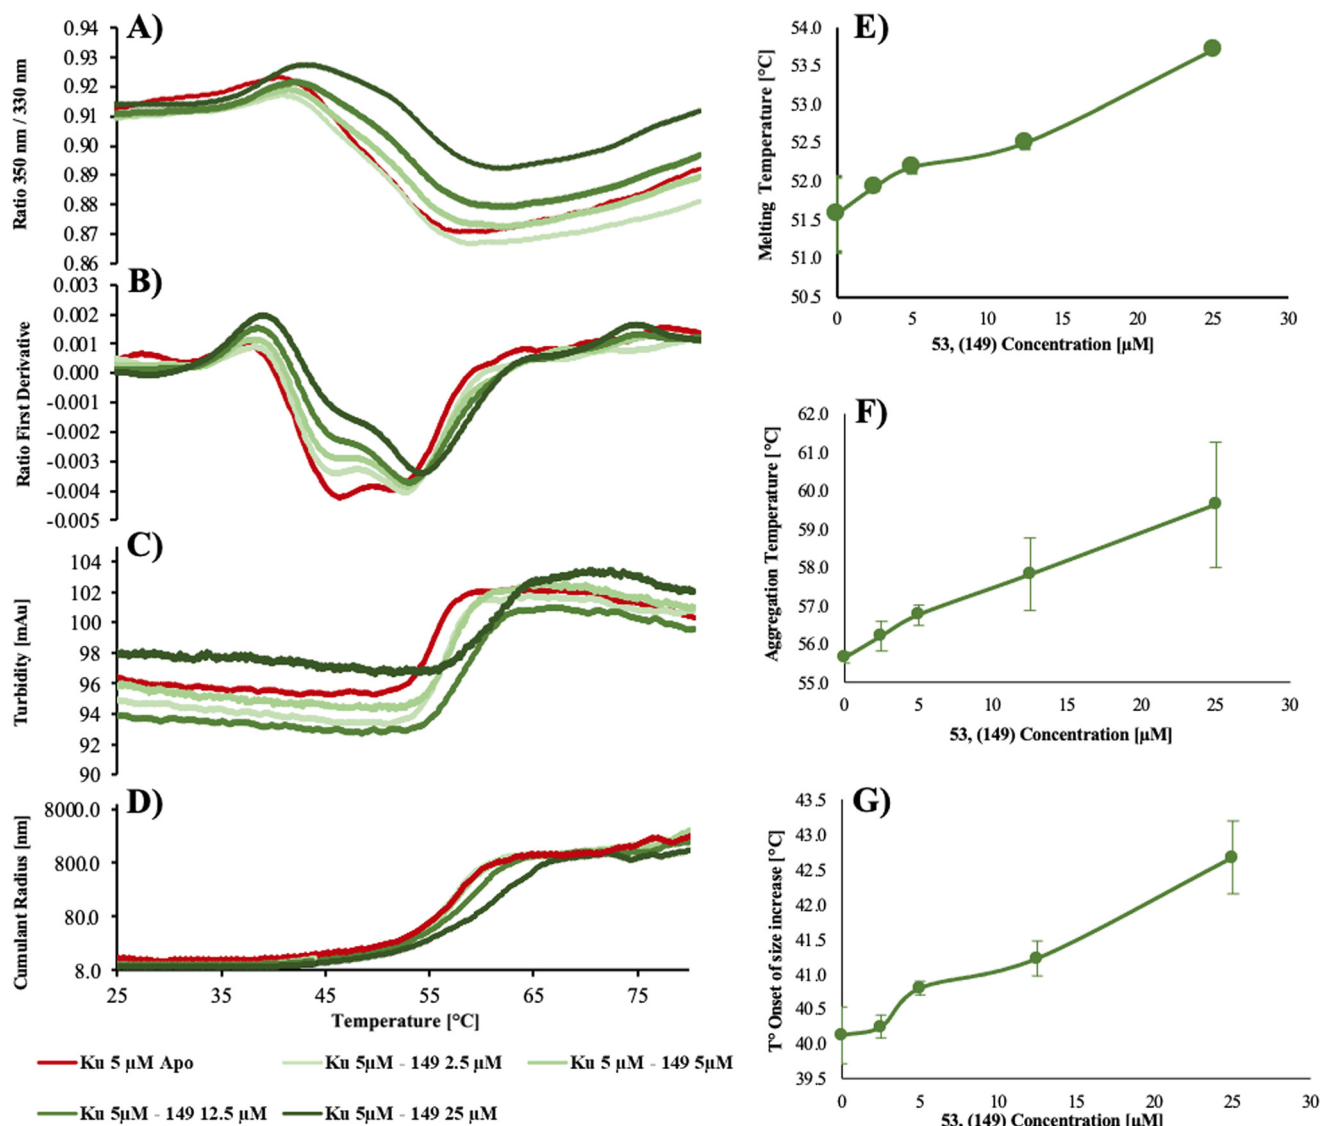 A)
Ratio 350 nm / 330 nm
0.94
0.93
0.92
0.91
0.90
0.89
0.88
0.87
0.86
B)
Ratio First Derivative
0.003
0.002
0.001
0.000
-0.001
-0.002
-0.003
-0.004
-0.005
C)
Turbidity [mAu]
104
102
100
98
96
94
92
90
D)
Cumulant Radius [nm]
8000.0
800.0
80.0
8.0
25 35 45 55 65 75
Temperature [°C]
Ku 5 µM Apo
Ku 5µM - 149 2.5 µM
Ku 5 µM - 149 5µM
Ku 5µM - 149 12.5 µM
Ku 5µM - 149 25 µM
E)
Melting Temperature [°C]
54.0
53.5
53.0
52.5
52.0
51.5
51.0
50.5
0 5 10 15 20 25 30
53, (149) Concentration [µM]
F)
Aggregation Temperature [°C]
62.0
61.0
60.0
59.0
58.0
57.0
56.0
55.0
0 5 10 15 20 25 30
53, (149) Concentration [µM]
G)
T° Onset of size increase [°C]
43.5
43.0
42.5
42.0
41.5
41.0
40.5
40.0
39.5
0 5 10 15 20 25 30
53, (149) Concentration [µM]